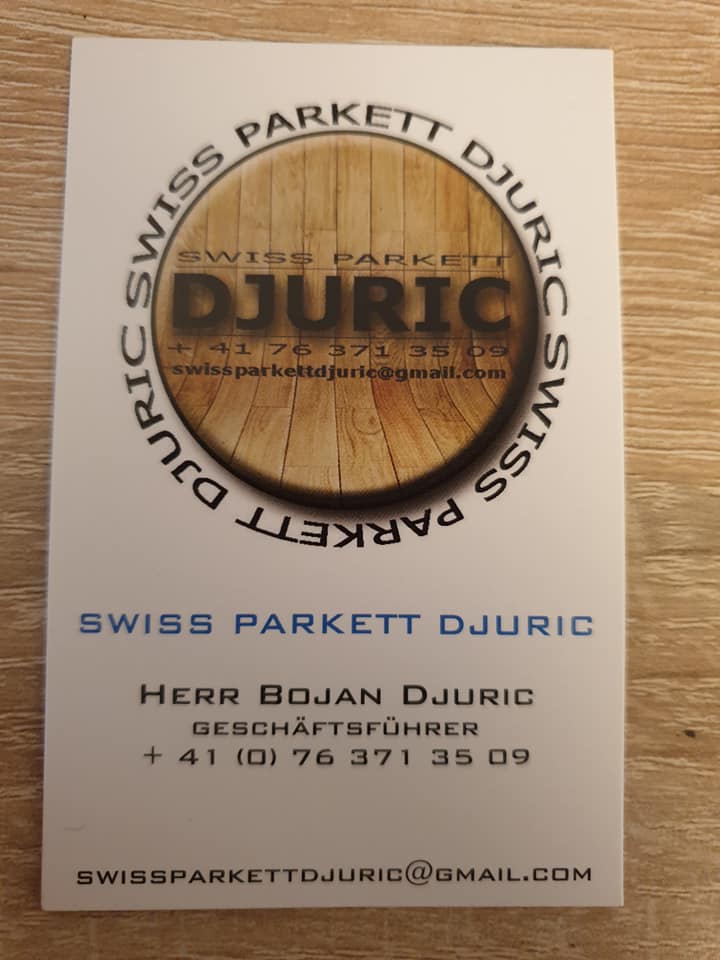 SWISS PARKETT DJURIC SWISS PARKETT DJURIC
SWISS PARKETT
DJURIC
+ 41 76 371 35 09
swissparkettdjuric@gmail.com
SWISS PARKETT DJURIC
HERR BOJAN DJURIC
GESCHÄFTSFÜHRER
+ 41 (0) 76 371 35 09
SWISSPARKETTDJURIC@GMAIL.COM